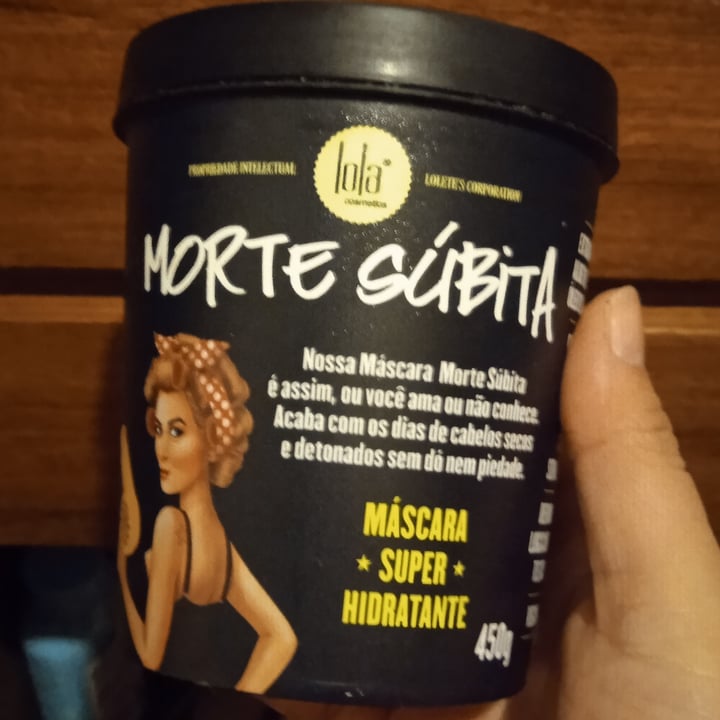 PROPRIEDADE INTELECTUAL
lola
cosmetics
LOLETE'S CORPORATION
MORTE SÚBITA
Nossa Máscara Morte Súbita
é assim, ou você ama ou não conhece.
Acaba com os dias de cabelos secos
e detonados sem dó nem piedade.
MÁSCARA
★ SUPER ★
HIDRATANTE
450g